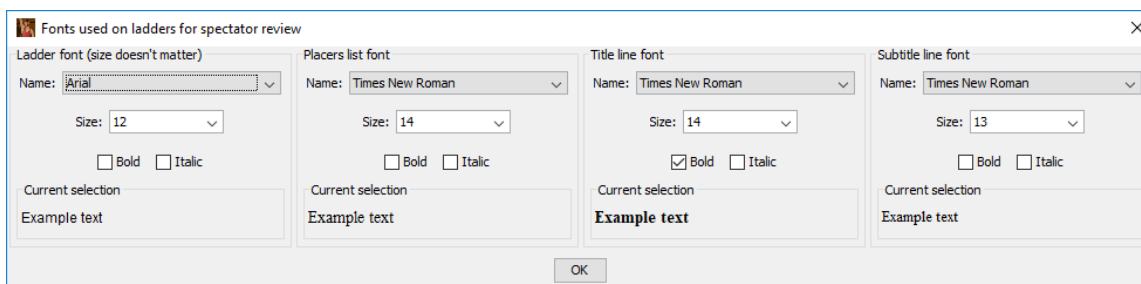 Fonts used on ladders for spectator review
Ladder font (size doesn't matter)
Name: Arial
Size: 12
Bold Italic
Current selection
Example text
Placers list font
Name: Times New Roman
Size: 14
Bold Italic
Current selection
Example text
Title line font
Name: Times New Roman
Size: 14
Bold Italic
Current selection
Example text
Subtitle line font
Name: Times New Roman
Size: 13
Bold Italic
Current selection
Example text
OK